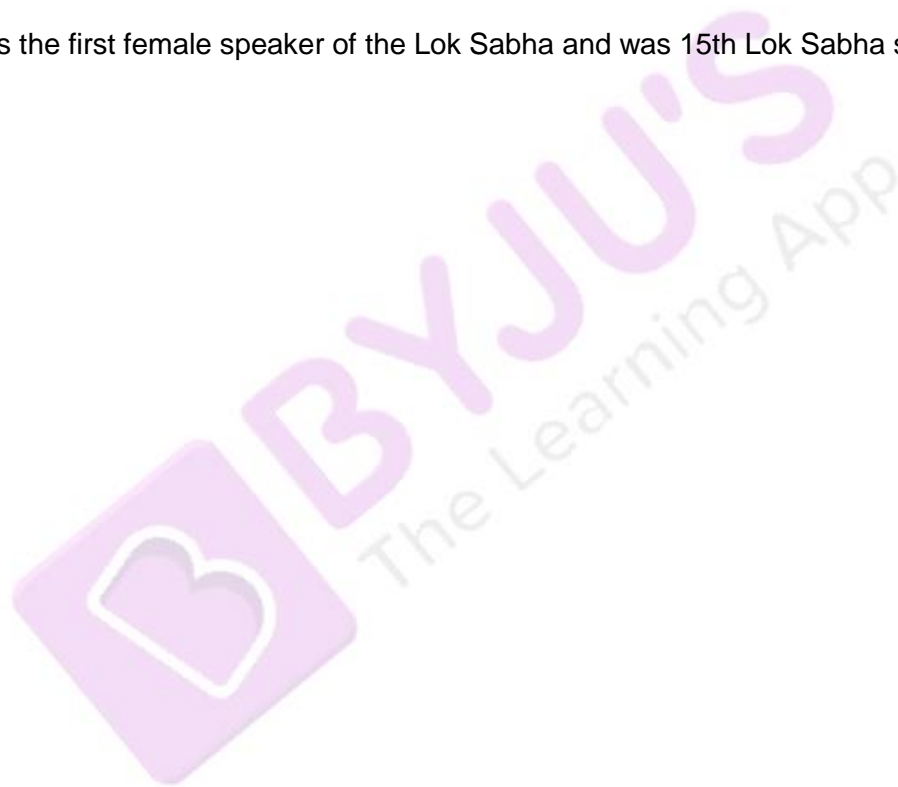 s the first female speaker of the Lok Sabha and was 15th Lok Sabha s
BYJU'S
The Learning App